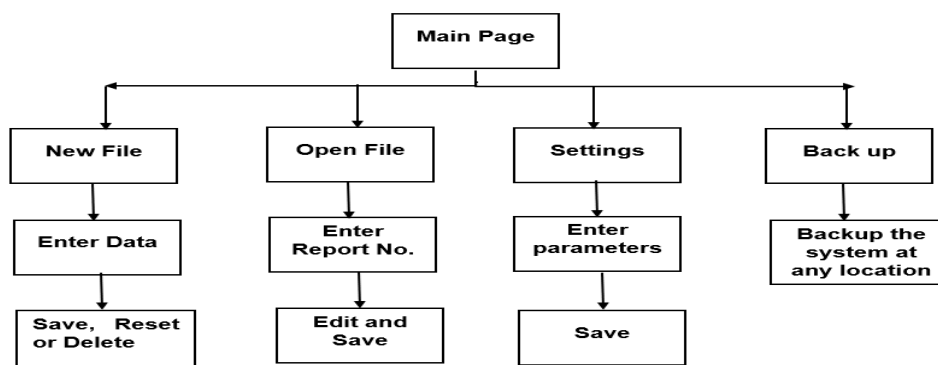 Main Page
New File
Open File
Settings
Back up
Enter Data
Enter
Report No.
Enter
parameters
Backup the
system at
any location
Save, Reset
or Delete
Edit and
Save
Save